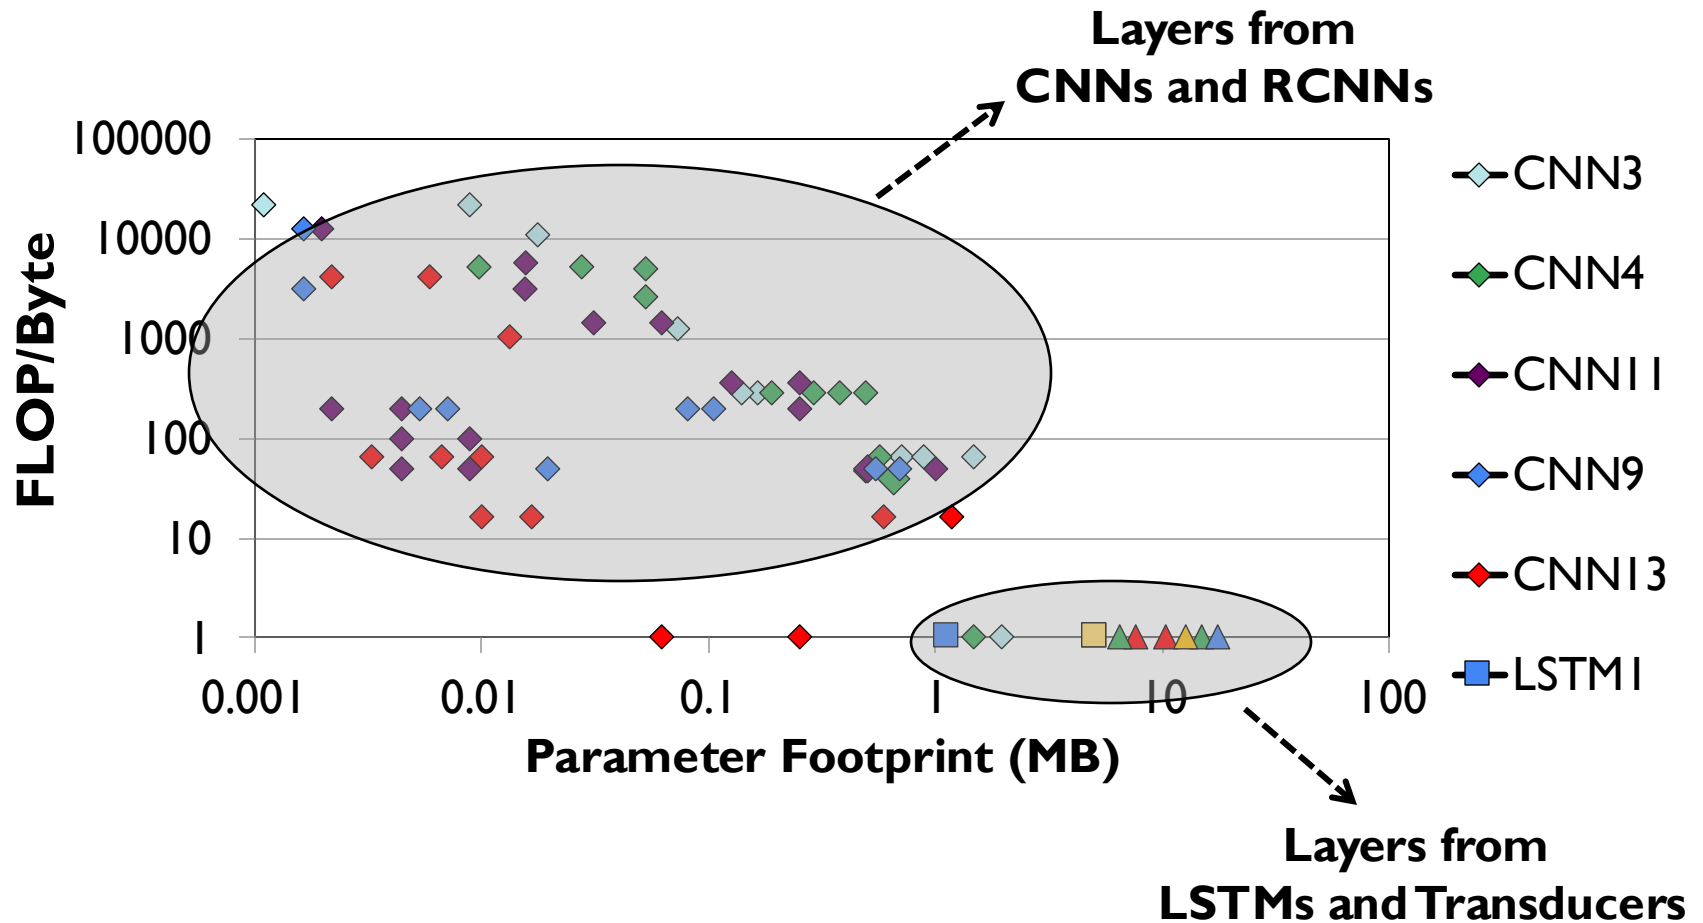 Layers from
CNNs and RCNNs
100000
10000
1000
100
10
1
FLOP/Byte
0.001 0.01 0.1 1 10 100
Parameter Footprint (MB)
CNN3
CNN4
CNN11
CNN9
CNN13
LSTM1
Layers from
LSTMs and Transducers